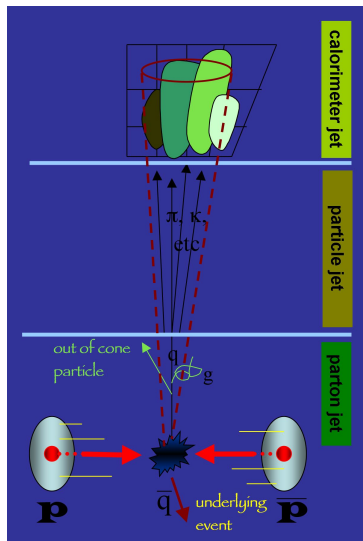 calorimeter jet
π, κ,
etc
particle jet
out of cone
particle
q
g
parton jet
p
q̅
p̅
underlying
event